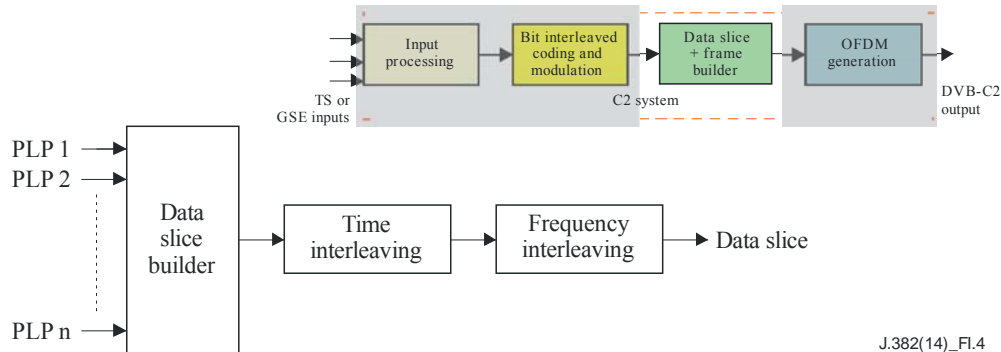 Input
processing
Bit interleaved
coding and
modulation
Data slice
+ frame
builder
OFDM
generation
TS or
GSE inputs
C2 system
DVB-C2
output
PLP 1
PLP 2
PLP n
Data
slice
builder
Time
interleaving
Frequency
interleaving
Data slice
J.382(14)_FI.4